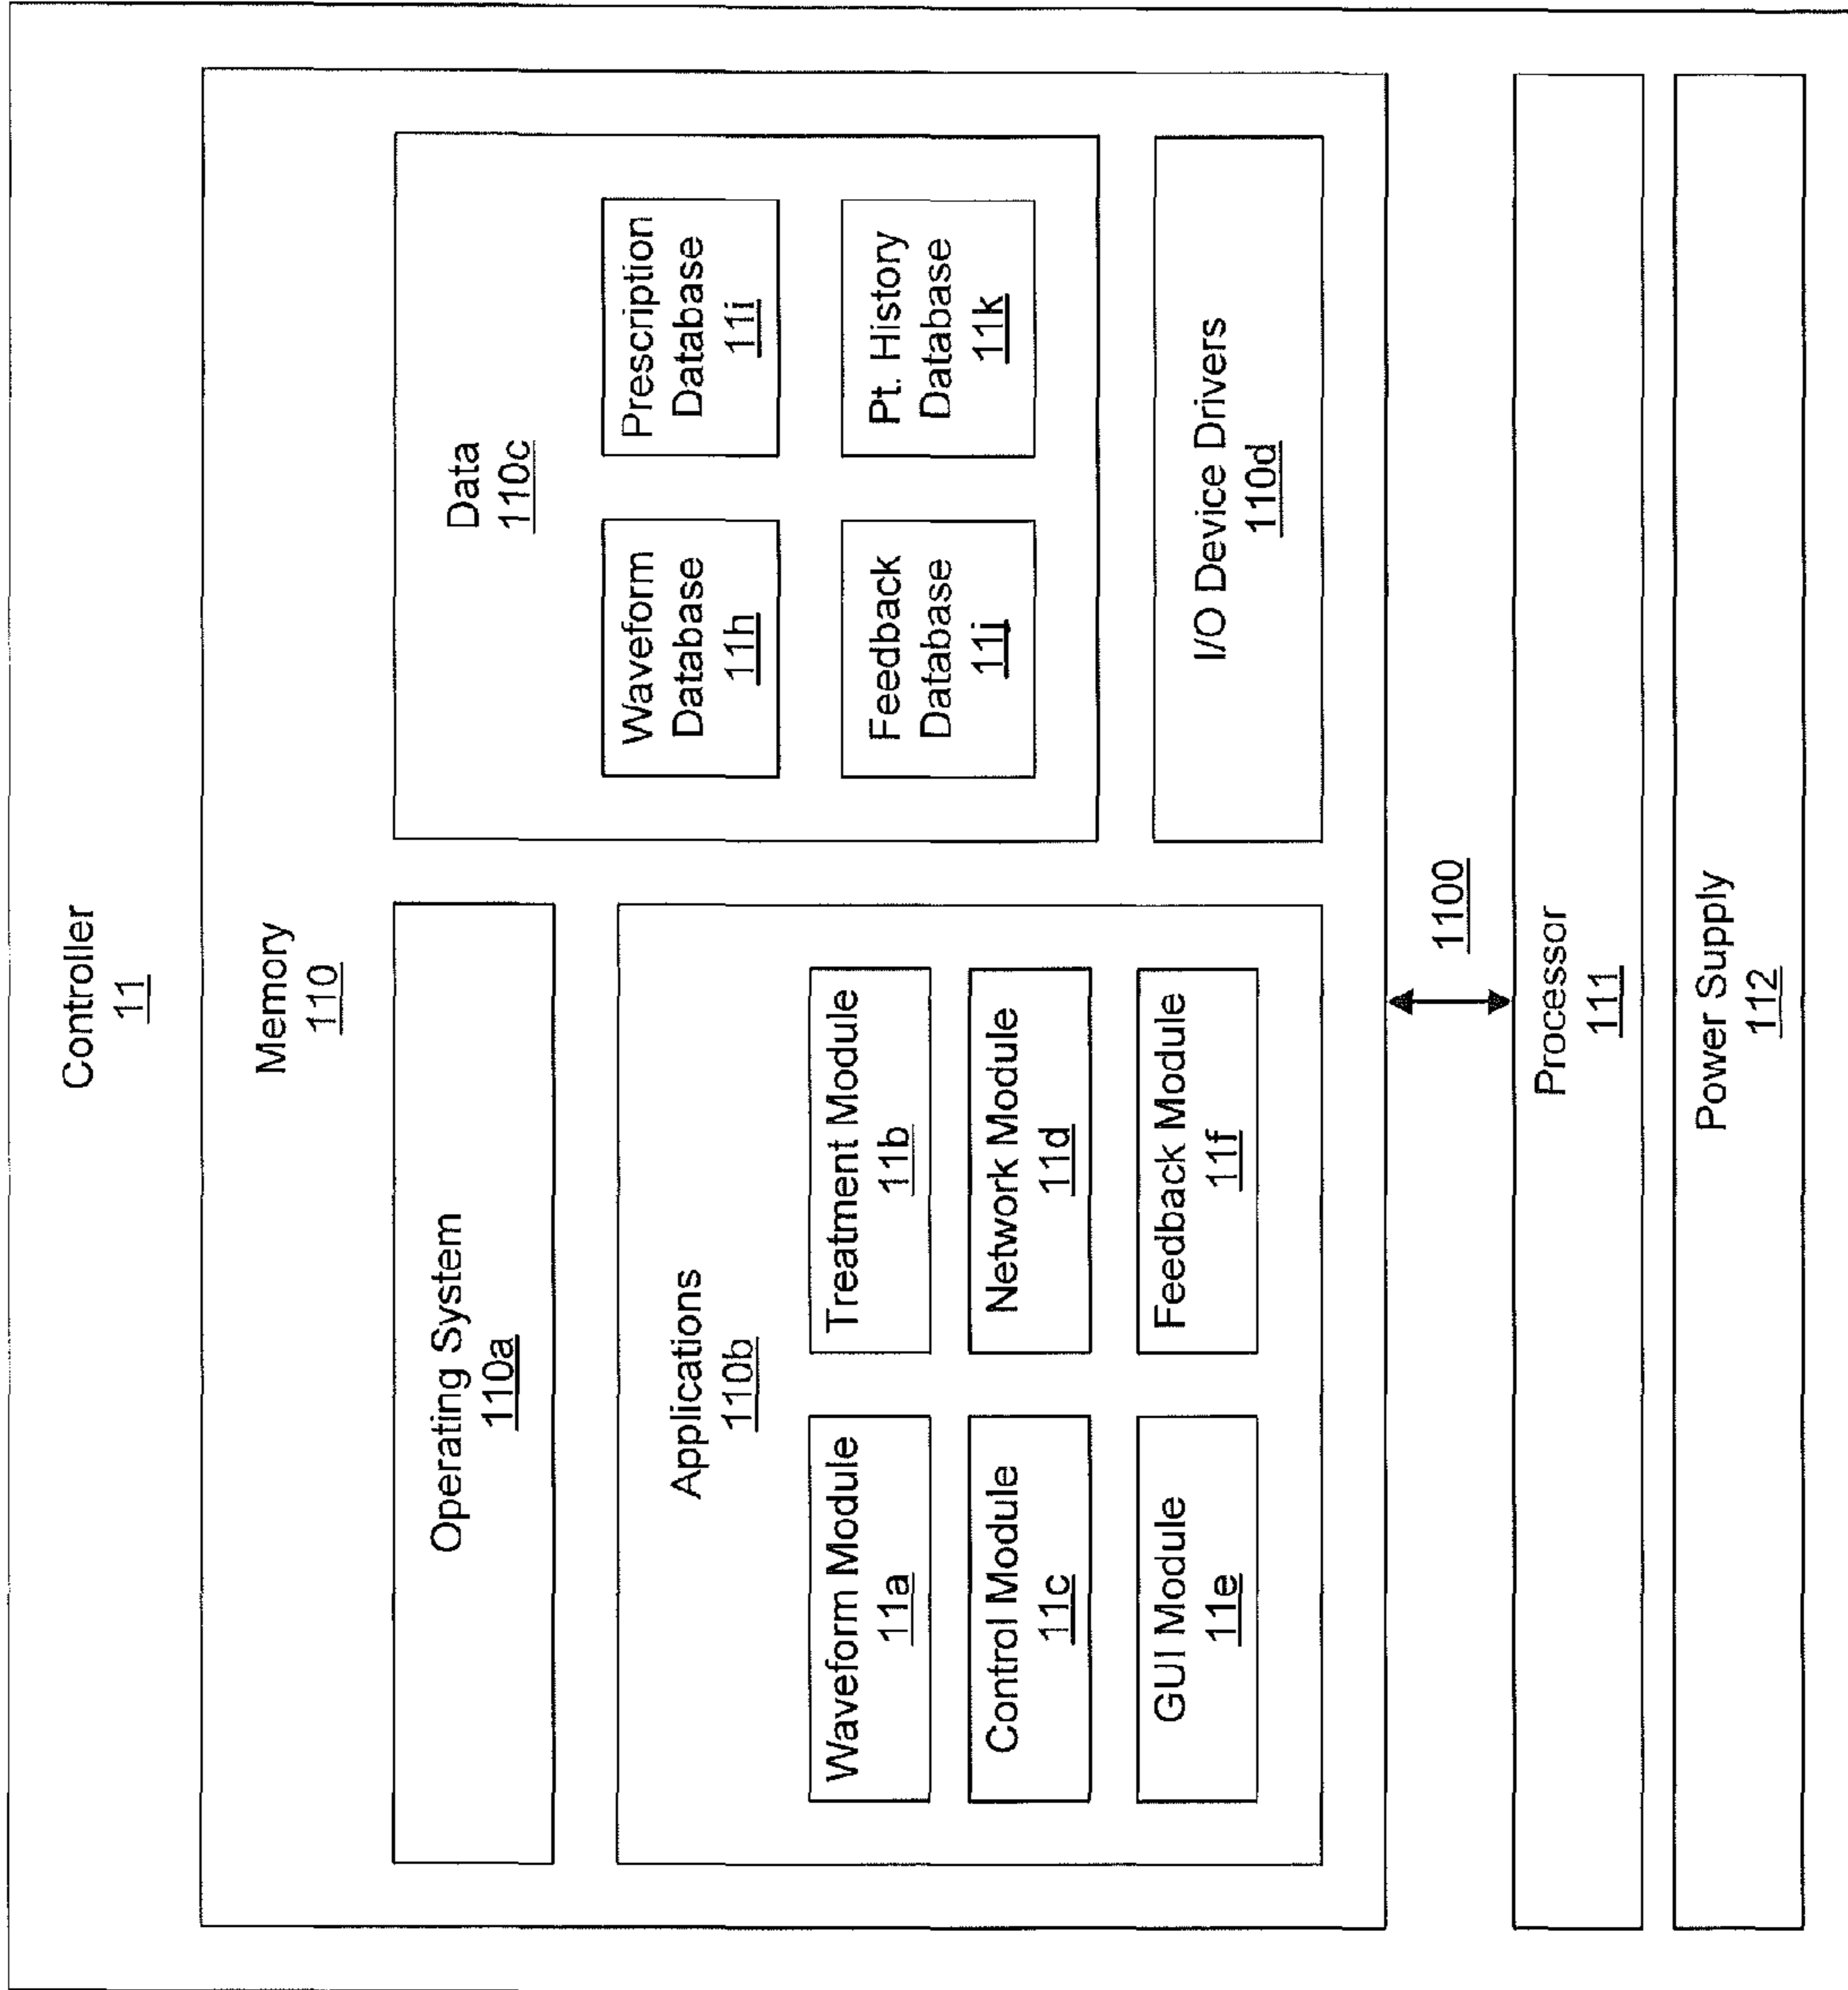 Controller
11
Memory
110
Operating System
110a
Applications
110b
Waveform Module
11a
Treatment Module
11b
Control Module
11c
Network Module
11d
GUI Module
11e
Feedback Module
11f
Data
110c
Waveform
Database
11h
Prescription
Database
11i
Feedback
Database
11j
Pt. History
Database
11k
I/O Device Drivers
110d
1100
Processor
111
Power Supply
112